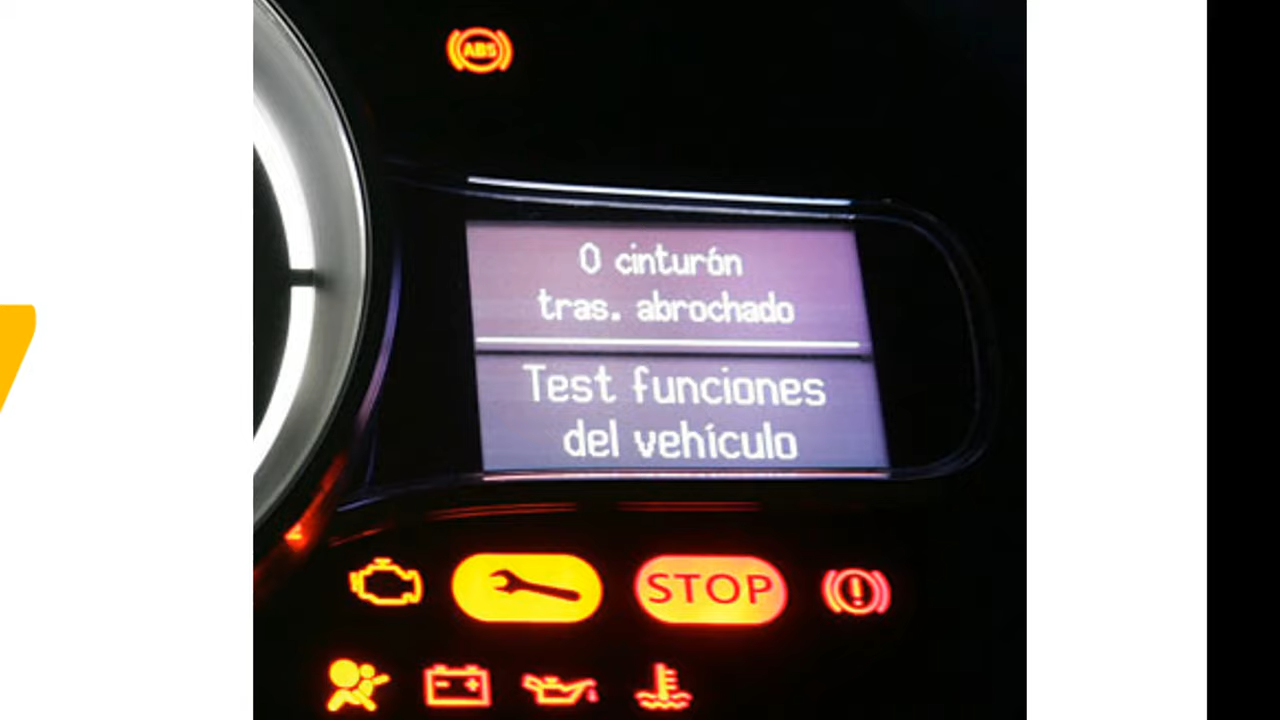 ABS
0 cinturón
tras. abrochado
Test funciones
del vehículo
STOP